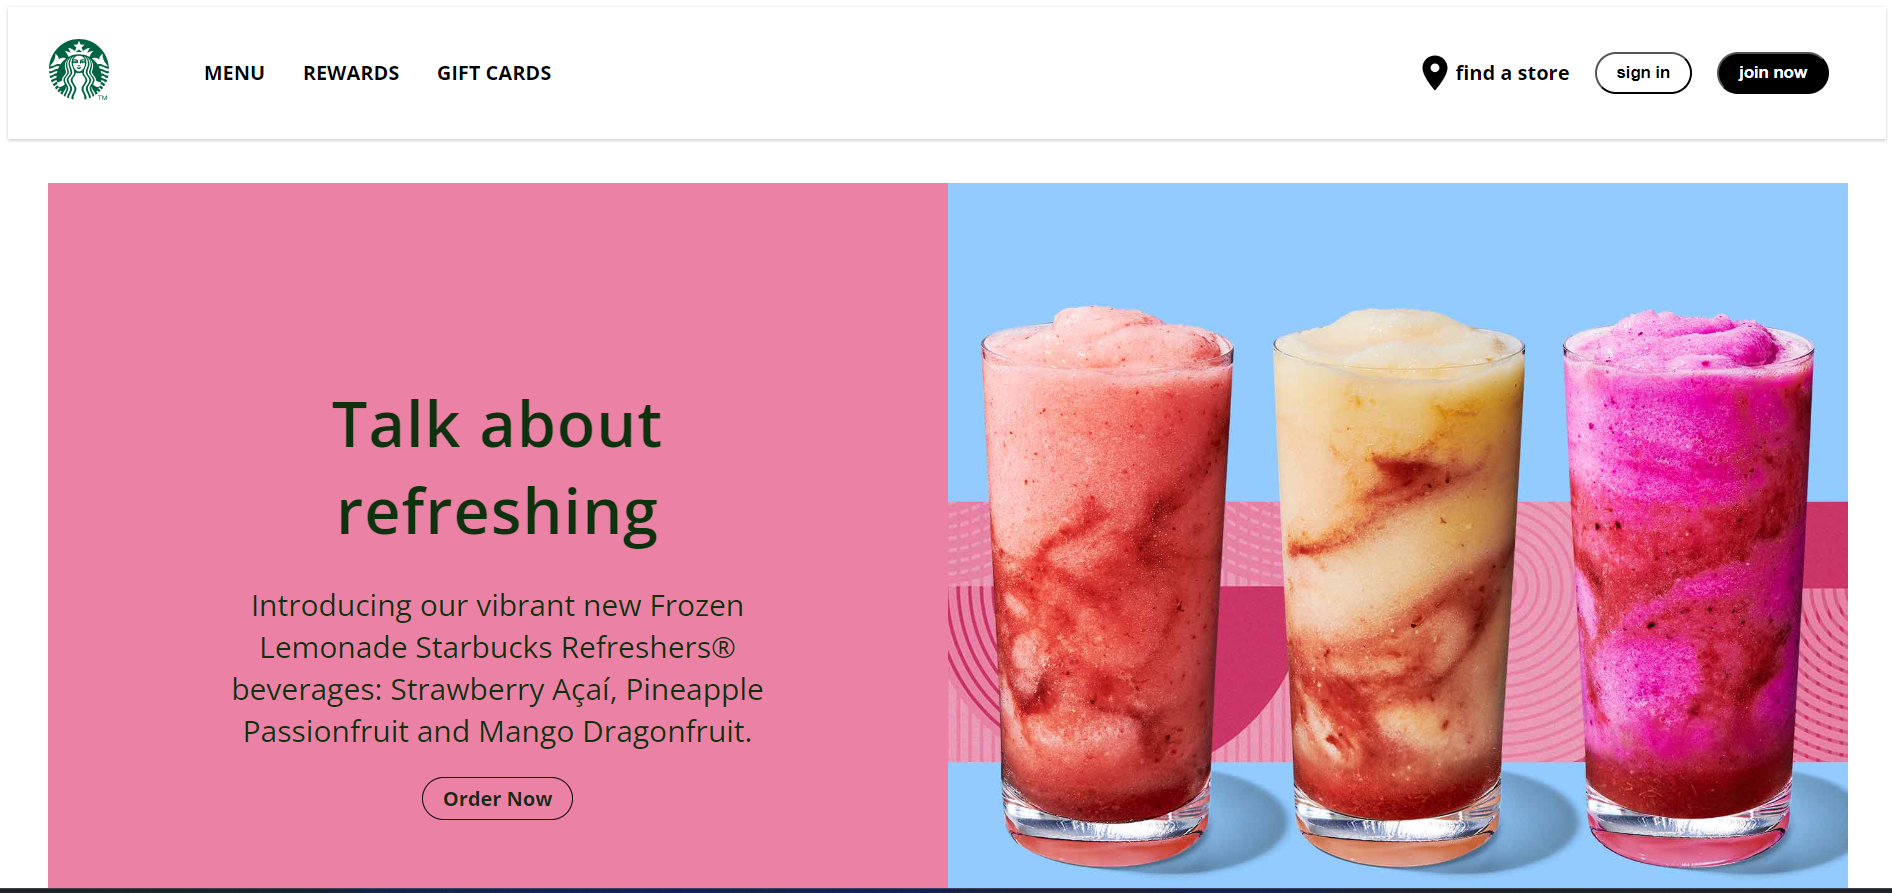 MENU REWARDS GIFT CARDS find a store sign in join now
TM
Talk about
refreshing
Introducing our vibrant new Frozen
Lemonade Starbucks Refreshers®
beverages: Strawberry Açaí, Pineapple
Passionfruit and Mango Dragonfruit.
Order Now